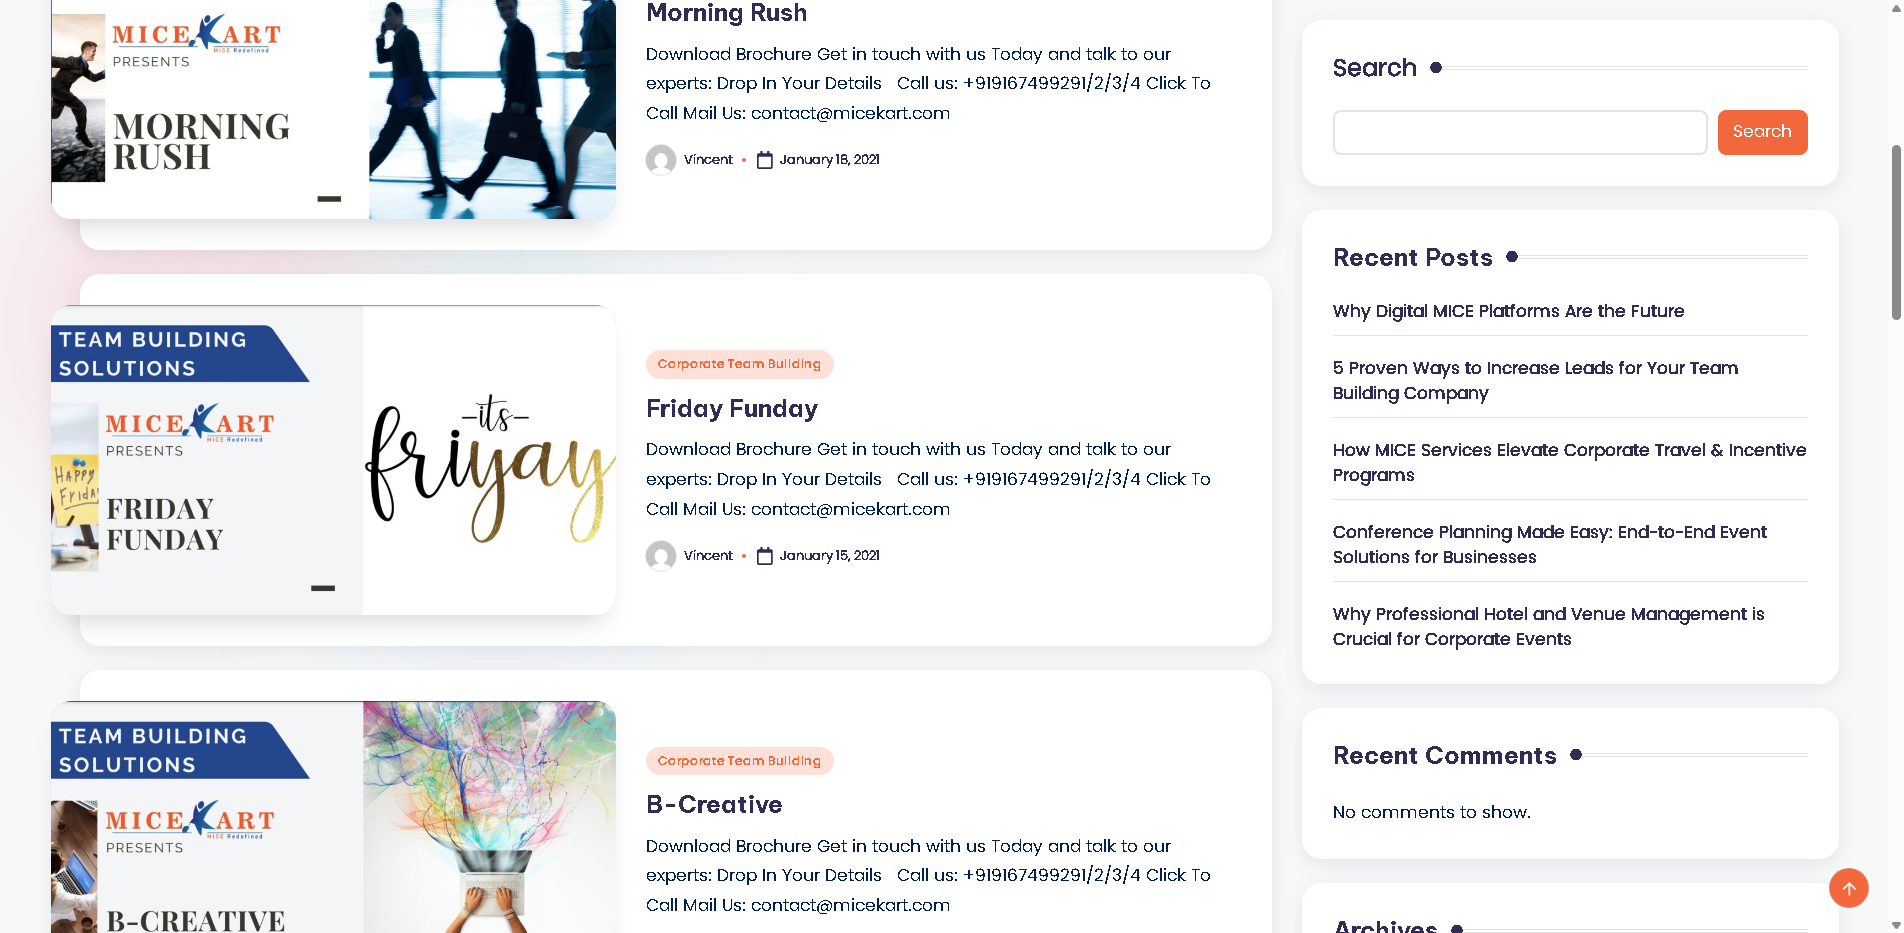 MICEKART
MICE Redefined
PRESENTS
MORNING
RUSH
Morning Rush
Download Brochure Get in touch with us Today and talk to our
experts: Drop In Your Details   Call us: +919167499291/2/3/4 Click To
Call Mail Us: contact@micekart.com
Vincent • January 18, 2021
TEAM BUILDING
SOLUTIONS
MICEKART
MICE Redefined
PRESENTS
HAPPY
Friday
FRIDAY
FUNDAY
-its-
friyay
Corporate Team Building
Friday Funday
Download Brochure Get in touch with us Today and talk to our
experts: Drop In Your Details   Call us: +919167499291/2/3/4 Click To
Call Mail Us: contact@micekart.com
Vincent • January 15, 2021
TEAM BUILDING
SOLUTIONS
MICEKART
MICE Redefined
PRESENTS
B-CREATIVE
Corporate Team Building
B-Creative
Download Brochure Get in touch with us Today and talk to our
experts: Drop In Your Details   Call us: +919167499291/2/3/4 Click To
Call Mail Us: contact@micekart.com
Search
Search
Recent Posts
Why Digital MICE Platforms Are the Future
5 Proven Ways to Increase Leads for Your Team
Building Company
How MICE Services Elevate Corporate Travel & Incentive
Programs
Conference Planning Made Easy: End-to-End Event
Solutions for Businesses
Why Professional Hotel and Venue Management is
Crucial for Corporate Events
Recent Comments
No comments to show.
Archives